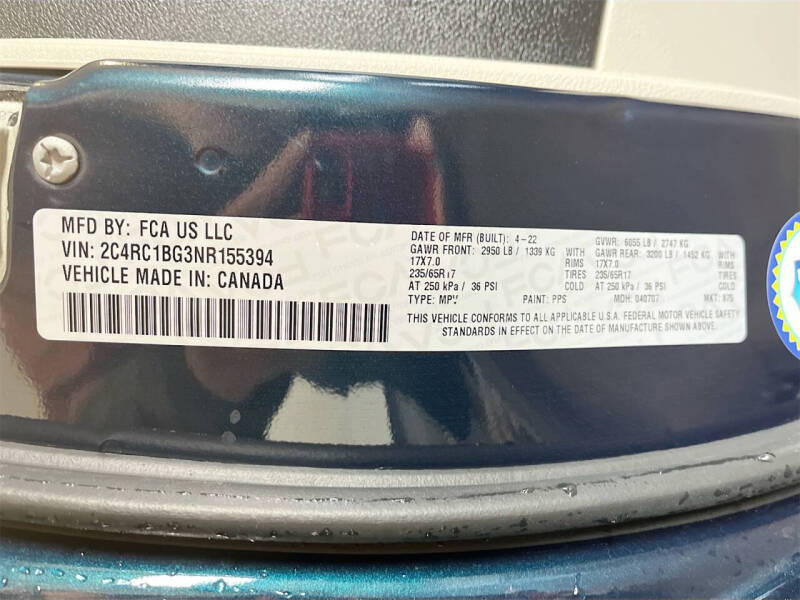 MFD BY: FCA US LLC
VIN: 2C4RC1BG3NR155394
VEHICLE MADE IN: CANADA
DATE OF MFR (BUILT): 4-22 GVWR: 6055 LB / 2747 KG
GAWR FRONT: 2950 LB / 1339 KG GAWR REAR: 3200 LB / 1452 KG
17X7.0 RIMS 17X7.0 RIMS
235/65R17 TIRES 235/65R17 TIRES
AT 250 kPa / 36 PSI COLD AT 250 kPa / 36 PSI COLD
TYPE: MPV PAINT: PPS MDH: 040707 MKT: 875
THIS VEHICLE CONFORMS TO ALL APPLICABLE U.S.A. FEDERAL MOTOR VEHICLE SAFETY
STANDARDS IN EFFECT ON THE DATE OF MANUFACTURE SHOWN ABOVE.